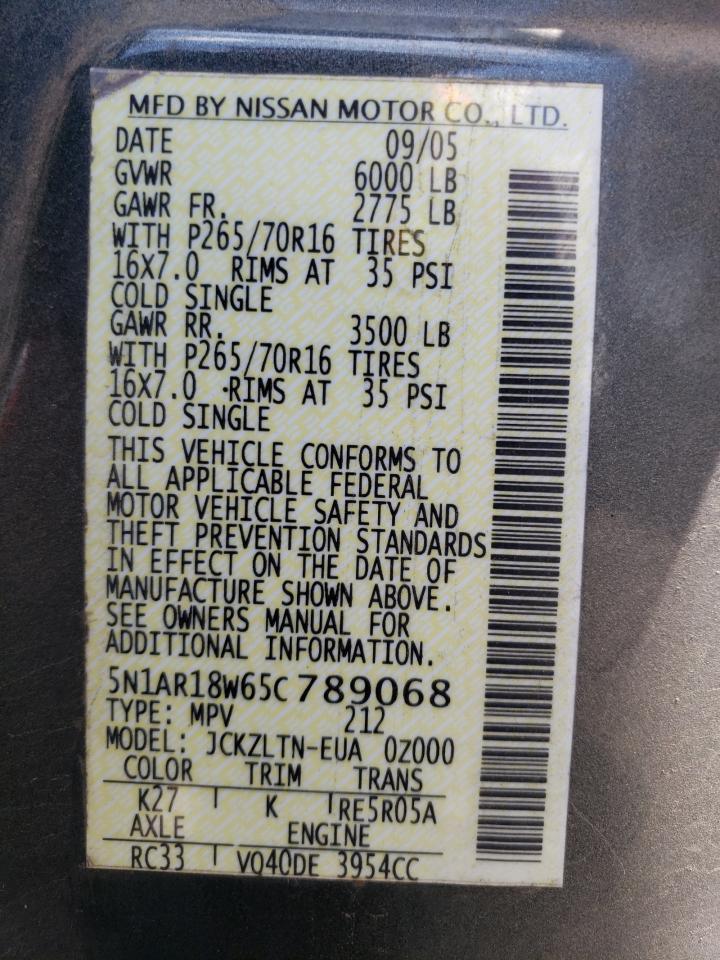 MFD BY NISSAN MOTOR CO., LTD.
DATE 09/05
GVWR 6000 LB
GAWR FR. 2775 LB
WITH P265/70R16 TIRES
16X7.0 RIMS AT 35 PSI
COLD SINGLE
GAWR RR. 3500 LB
WITH P265/70R16 TIRES
16X7.0 RIMS AT 35 PSI
COLD SINGLE
THIS VEHICLE CONFORMS TO
ALL APPLICABLE FEDERAL
MOTOR VEHICLE SAFETY AND
THEFT PREVENTION STANDARDS
IN EFFECT ON THE DATE OF
MANUFACTURE SHOWN ABOVE.
SEE OWNERS MANUAL FOR
ADDITIONAL INFORMATION.
5N1AR18W65C789068
TYPE: MPV 212
MODEL: JCKZLTN-EUA 0Z000
COLOR TRIM TRANS
K27 K RE5R05A
AXLE ENGINE
RC33 VQ40DE 3954CC